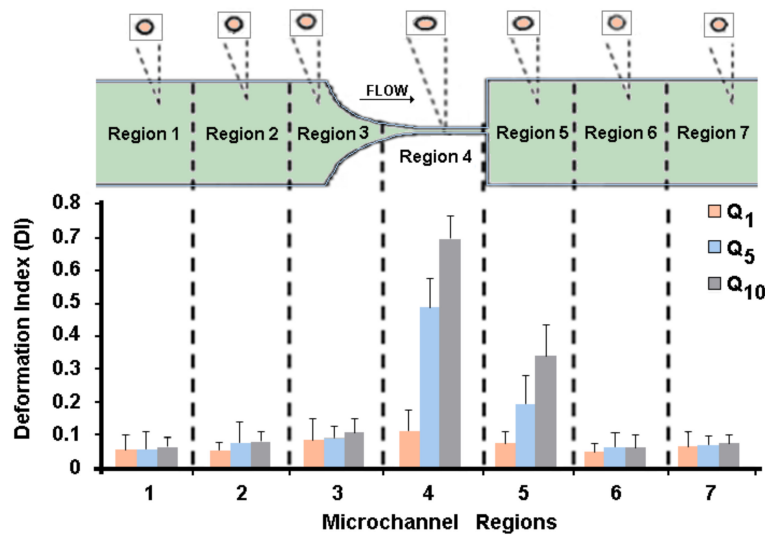 FLOW
Region 1
Region 2
Region 3
Region 4
Region 5
Region 6
Region 7
Deformation Index (DI)
0.8
0.7
0.6
0.5
0.4
0.3
0.2
0.1
0
Q1
Q5
Q10
1 2 3 4 5 6 7
Microchannel Regions